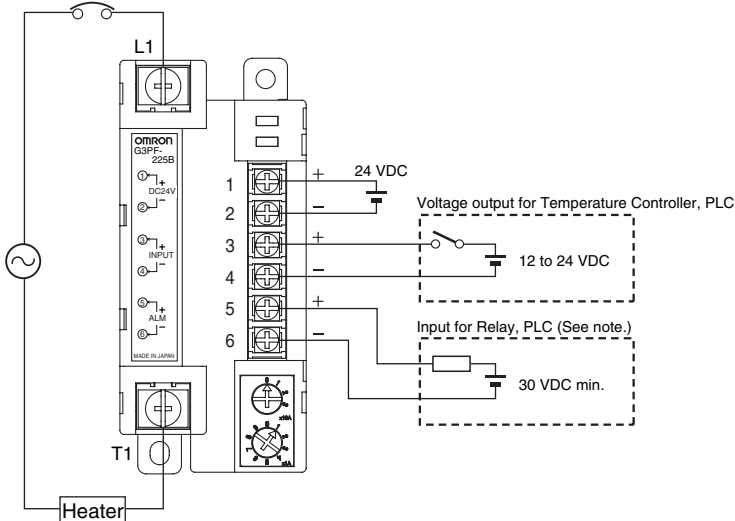 L1
OMRON
G3PF-
225B
1 +
DC24V
2 −
3 +
INPUT
4 −
5 +
ALM
6 −
MADE IN JAPAN
T1
Heater
1 + 24 VDC
2 −
3 +
4 −
5 +
6 −
Voltage output for Temperature Controller, PLC
12 to 24 VDC
Input for Relay, PLC (See note.)
30 VDC min.
x10A